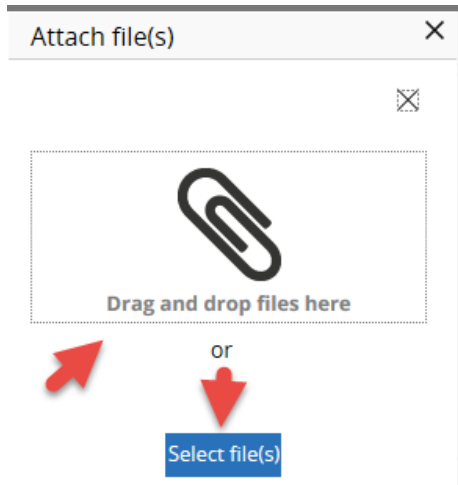 Attach file(s)
Drag and drop files here
or
Select file(s)